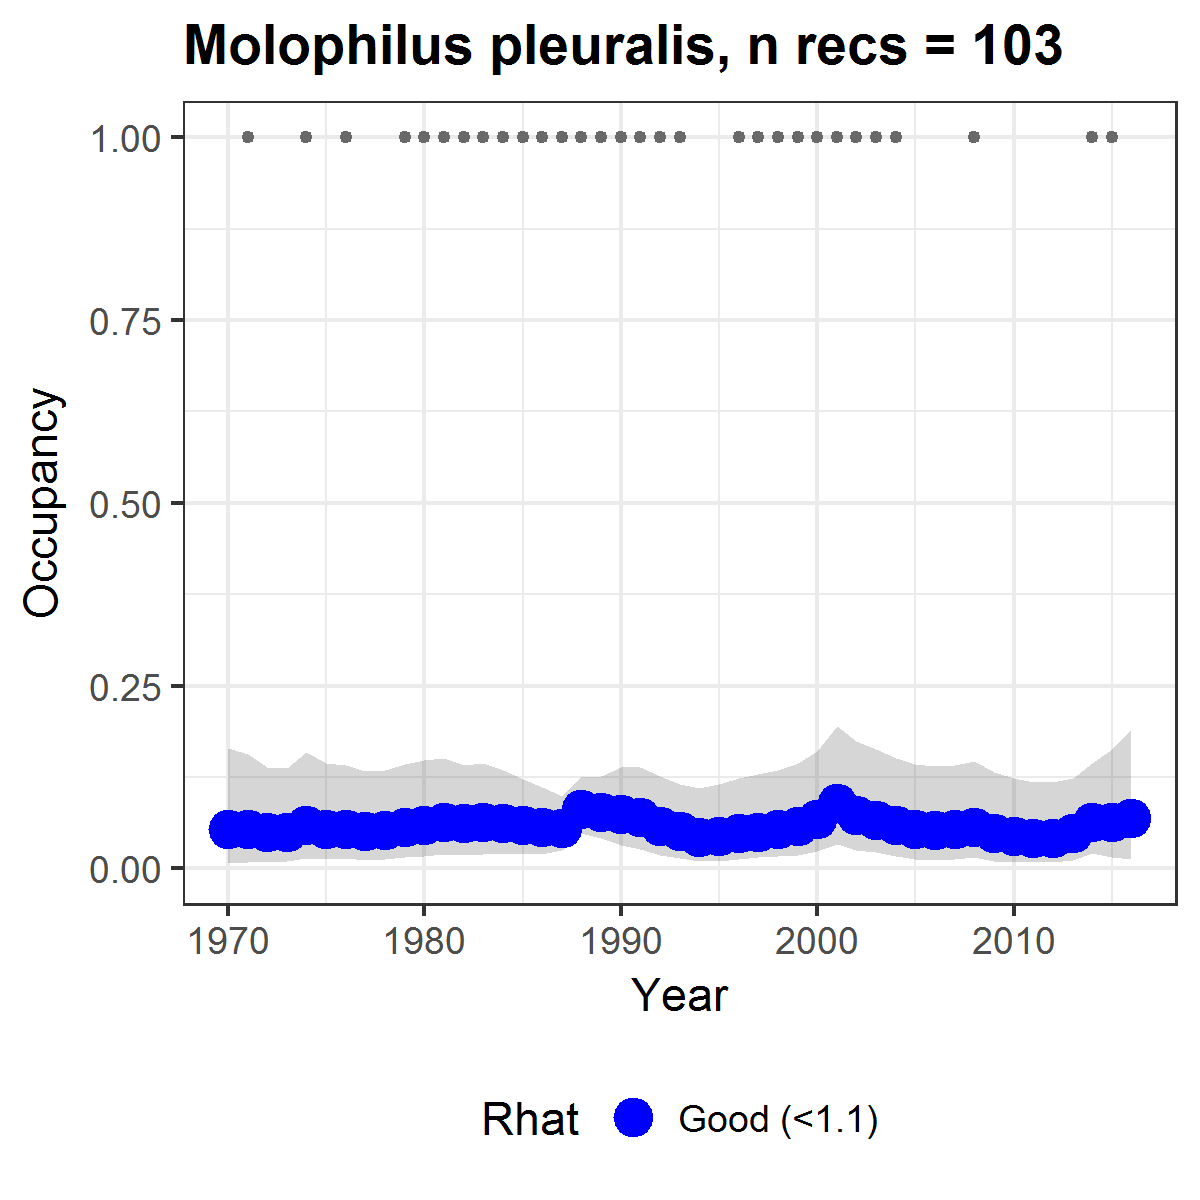 Molophilus pleuralis, n recs = 103
1.00
0.75
0.50
0.25
0.00
Occupancy
1970 1980 1990 2000 2010
Year
Rhat Good (<1.1)